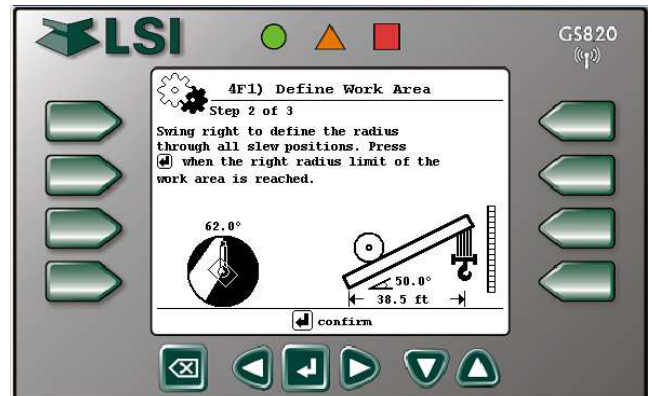 LSI
GS820
4F1) Define Work Area
Step 2 of 3
Swing right to define the radius
through all slew positions. Press
when the right radius limit of the
work area is reached.
62.0°
50.0°
38.5 ft
confirm